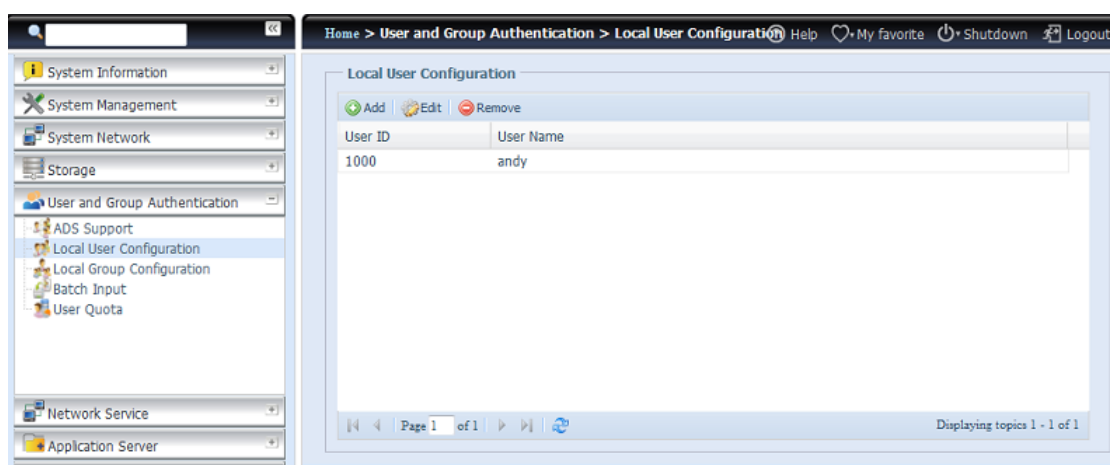 Home > User and Group Authentication > Local User Configuration Help My favorite Shutdown Logout
System Information
System Management
System Network
Storage
User and Group Authentication
ADS Support
Local User Configuration
Local Group Configuration
Batch Input
User Quota
Network Service
Application Server
Local User Configuration
Add Edit Remove
User ID User Name
1000 andy
Page 1 of 1 Displaying topics 1 - 1 of 1